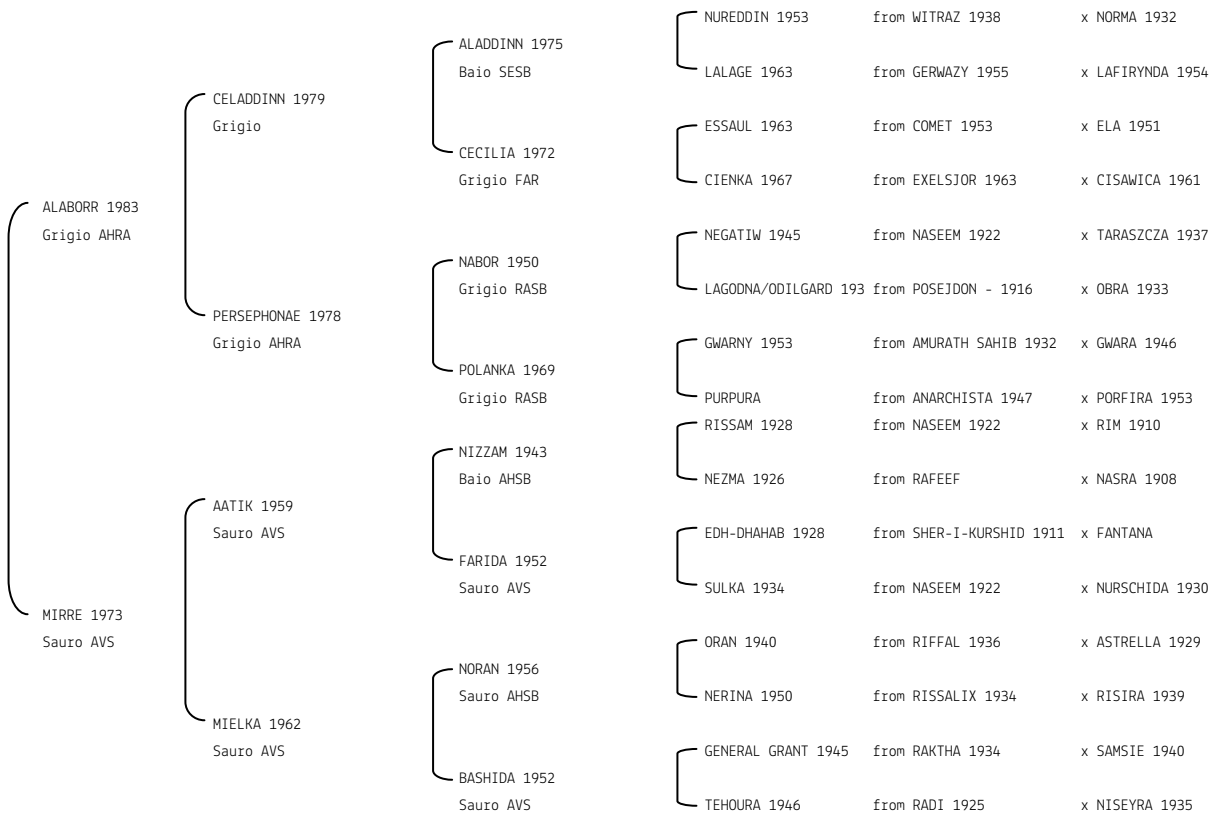 NUREDDIN 1953 from WITRAZ 1938 x NORMA 1932
ALADDINN 1975
Baio SESB
LALAGE 1963 from GERWAZY 1955 x LAFIRYNDA 1954
CELADDINN 1979
Grigio
ESSAUL 1963 from COMET 1953 x ELA 1951
CECILIA 1972
Grigio FAR
CIENKA 1967 from EXELSJOR 1963 x CISAWICA 1961
ALABORR 1983
Grigio AHRA
NEGATIW 1945 from NASEEM 1922 x TARASZCZA 1937
NABOR 1950
Grigio RASB
LAGODNA/ODILGARD 193 from POSEJDON - 1916 x OBRA 1933
PERSEPHONAE 1978
Grigio AHRA
GWARNY 1953 from AMURATH SAHIB 1932 x GWARA 1946
POLANKA 1969
Grigio RASB
PURPURA from ANARCHISTA 1947 x PORFIRA 1953
RISSAM 1928 from NASEEM 1922 x RIM 1910
NIZZAM 1943
Baio AHSB
NEZMA 1926 from RAFEEF x NASRA 1908
AATIK 1959
Sauro AVS
EDH-DHAHAB 1928 from SHER-I-KURSHID 1911 x FANTANA
FARIDA 1952
Sauro AVS
SULKA 1934 from NASEEM 1922 x NURSCHIDA 1930
MIRRE 1973
Sauro AVS
ORAN 1940 from RIFFAL 1936 x ASTRELLA 1929
NORAN 1956
Sauro AHSB
NERINA 1950 from RISSALIX 1934 x RISIRA 1939
MIELKA 1962
Sauro AVS
GENERAL GRANT 1945 from RAKTHA 1934 x SAMSIE 1940
BASHIDA 1952
Sauro AVS
TEHOURA 1946 from RADI 1925 x NISEYRA 1935